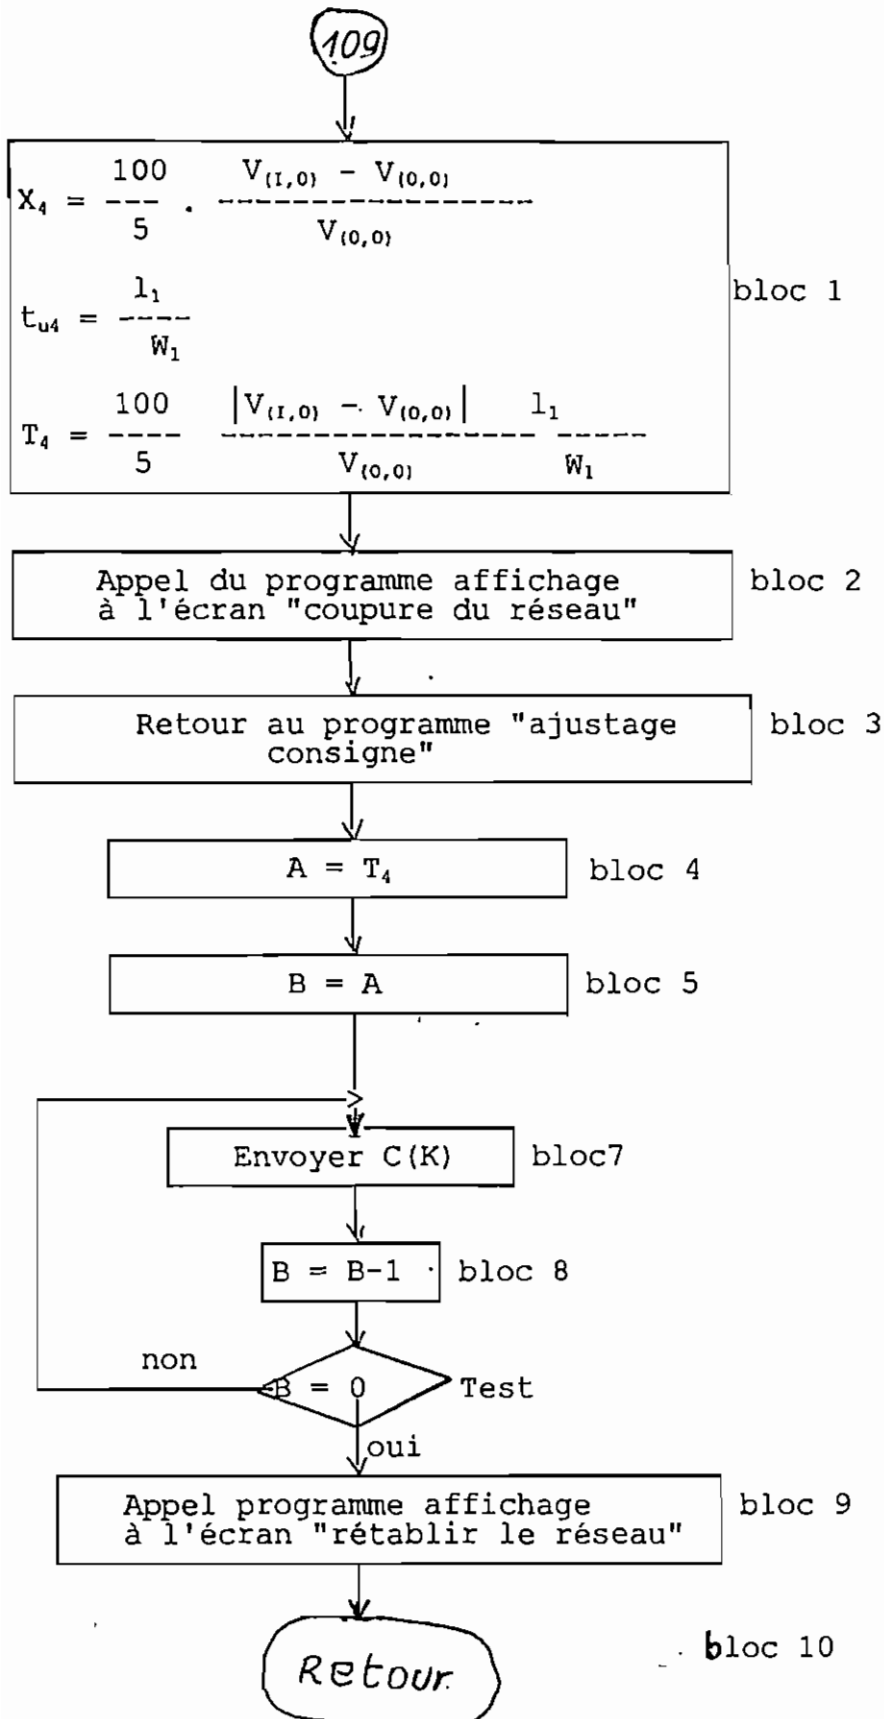 109
100 V(I,0) - V(0,0)
X₄ = ---- . --------------------
5 V(0,0)
l₁
tu4 = -----
W₁
100 |V(I,0) - V(0,0)| l₁
T₄ = ----- --------------------- ------
5 V(0,0) W₁
bloc 1
Appel du programme affichage
à l'écran "coupure du réseau"
bloc 2
Retour au programme "ajustage
consigne"
bloc 3
A = T₄
bloc 4
B = A
bloc 5
Envoyer C(K)
bloc7
B = B-1
bloc 8
non
B = 0
Test
oui
Appel programme affichage
à l'écran "rétablir le réseau"
bloc 9
Retour
bloc 10